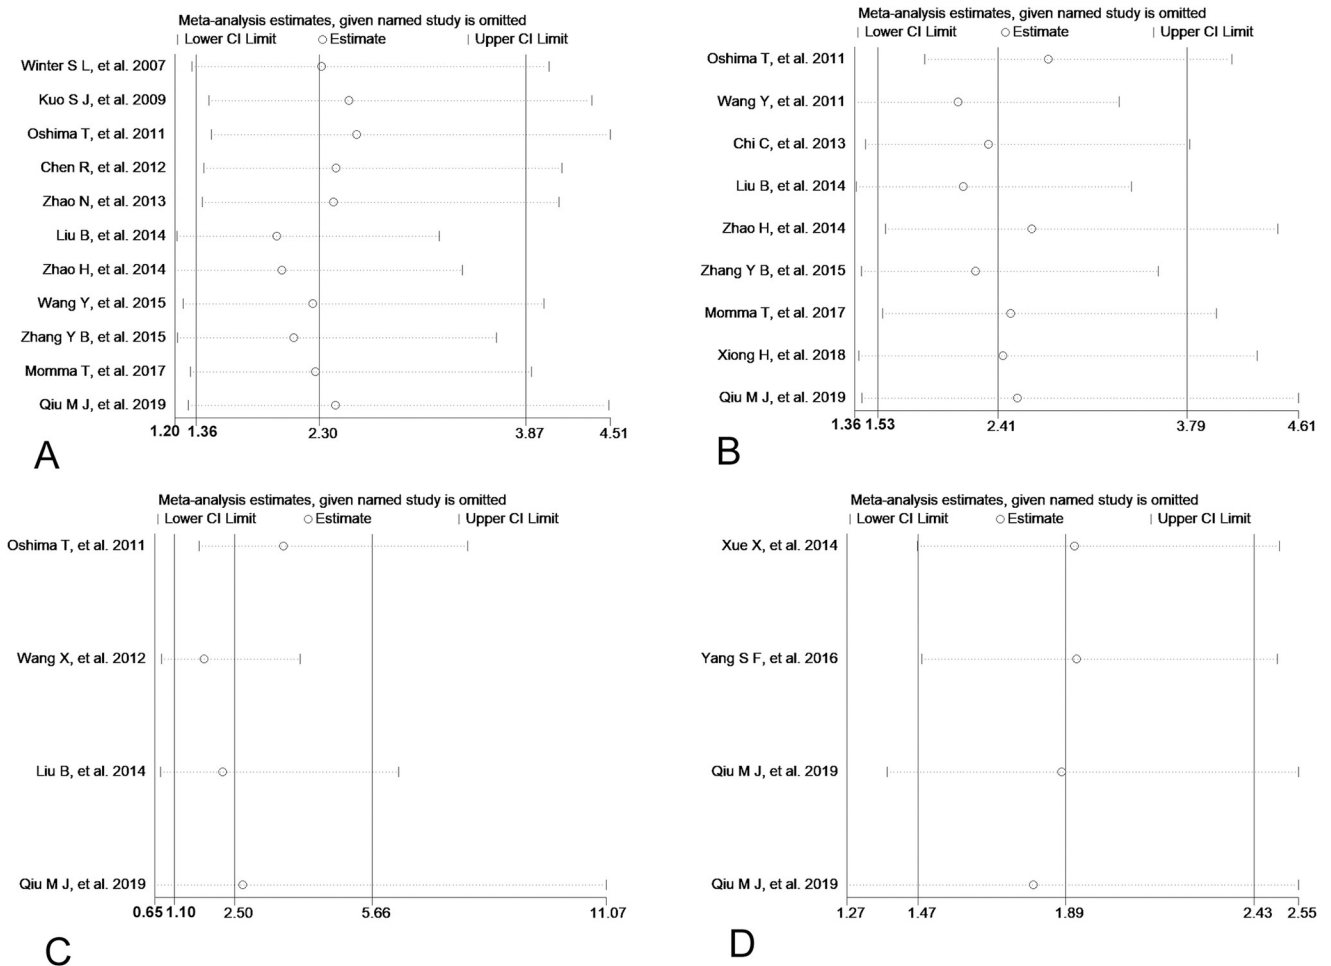 Meta-analysis estimates, given named study is omitted
Lower CI Limit Estimate Upper CI Limit
Winter S L, et al. 2007
Kuo S J, et al. 2009
Oshima T, et al. 2011
Chen R, et al. 2012
Zhao N, et al. 2013
Liu B, et al. 2014
Zhao H, et al. 2014
Wang Y, et al. 2015
Zhang Y B, et al. 2015
Momma T, et al. 2017
Qiu M J, et al. 2019
1.20 1.36 2.30 3.87 4.51
A
Meta-analysis estimates, given named study is omitted
Lower CI Limit Estimate Upper CI Limit
Oshima T, et al. 2011
Wang Y, et al. 2011
Chi C, et al. 2013
Liu B, et al. 2014
Zhao H, et al. 2014
Zhang Y B, et al. 2015
Momma T, et al. 2017
Xiong H, et al. 2018
Qiu M J, et al. 2019
1.36 1.53 2.41 3.79 4.61
B
Meta-analysis estimates, given named study is omitted
Lower CI Limit Estimate Upper CI Limit
Oshima T, et al. 2011
Wang X, et al. 2012
Liu B, et al. 2014
Qiu M J, et al. 2019
0.65 1.10 2.50 5.66 11.07
C
Meta-analysis estimates, given named study is omitted
Lower CI Limit Estimate Upper CI Limit
Xue X, et al. 2014
Yang S F, et al. 2016
Qiu M J, et al. 2019
Qiu M J, et al. 2019
1.27 1.47 1.89 2.43 2.55
D